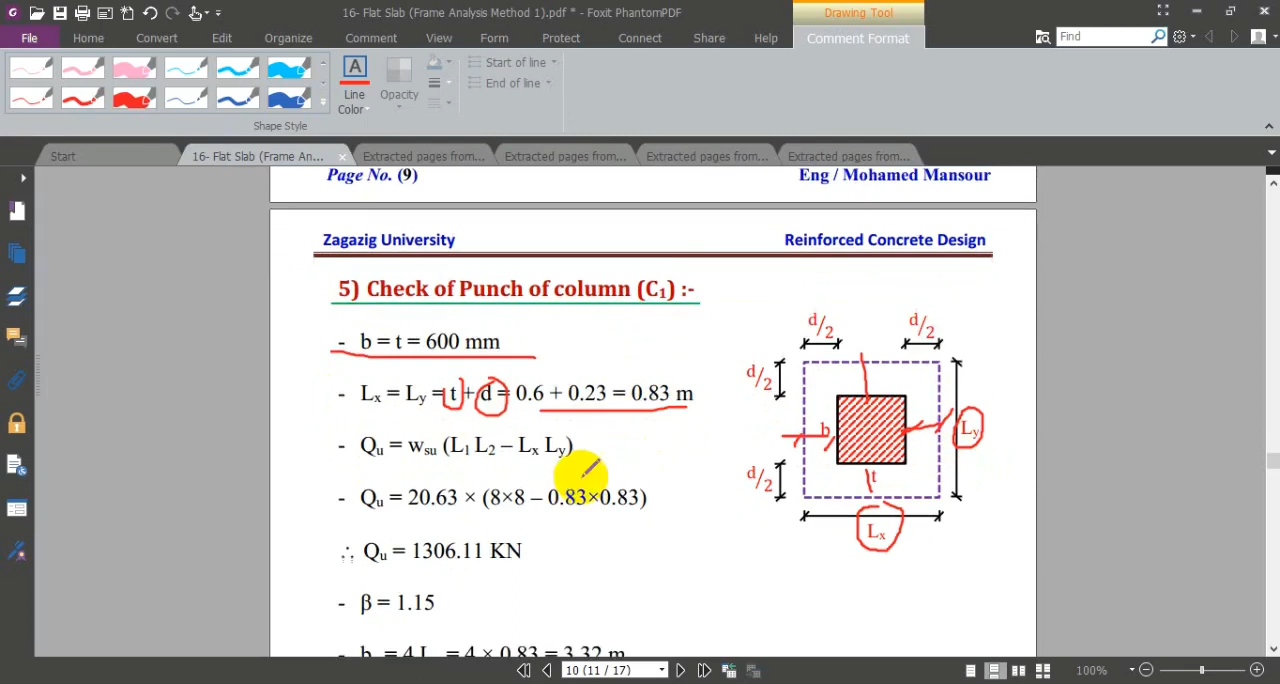 16- Flat Slab (Frame Analysis Method 1).pdf * - Foxit PhantomPDF
Drawing Tool
File Home Convert Edit Organize Comment View Form Protect Connect Share Help Comment Format
Find
A
Line Color
Opacity
Start of line
End of line
Shape Style
Start
16- Flat Slab (Frame An... ×
Extracted pages from...
Extracted pages from...
Extracted pages from...
Extracted pages from...
Page No. (9)
Eng / Mohamed Mansour
Zagazig University
Reinforced Concrete Design
5) Check of Punch of column (C₁) :-
- b = t = 600 mm
- Lx = Ly = t + d = 0.6 + 0.23 = 0.83 m
- Qu = wsu (L₁ L₂ – Lx Ly)
- Qu = 20.63 × (8×8 – 0.83×0.83)
∴ Qu = 1306.11 KN
- β = 1.15
d/2
d/2
d/2
b
Ly
d/2
t
Lx
10 (11 / 17)
100%